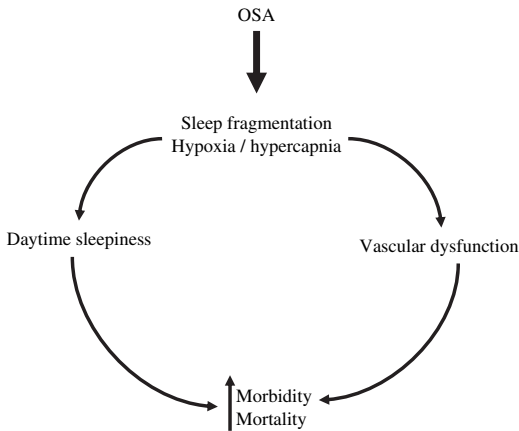 OSA
Sleep fragmentation
Hypoxia / hypercapnia
Daytime sleepiness
Vascular dysfunction
Morbidity
Mortality